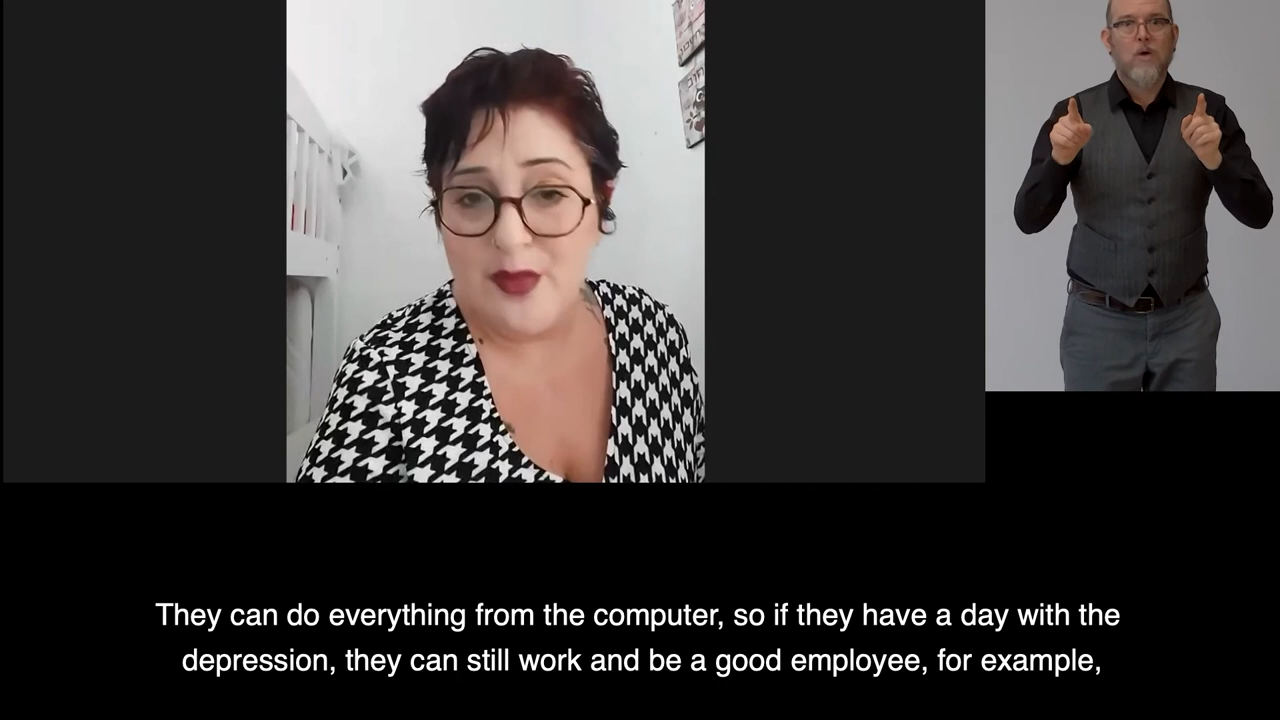 They can do everything from the computer, so if they have a day with the
depression, they can still work and be a good employee, for example,